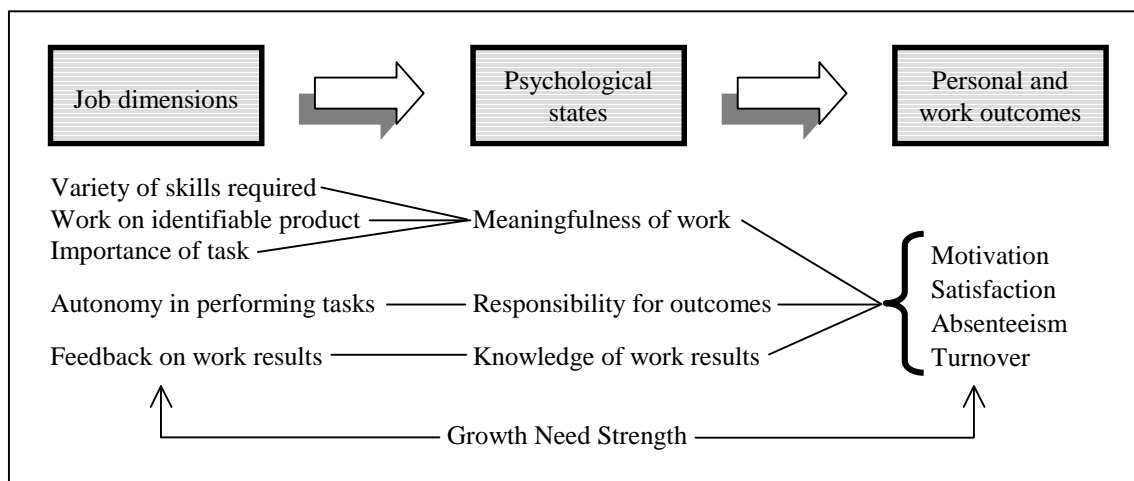 Job dimensions
Psychological
states
Personal and
work outcomes
Variety of skills required
Work on identifiable product
Importance of task
Meaningfulness of work
Autonomy in performing tasks
Responsibility for outcomes
Feedback on work results
Knowledge of work results
Motivation
Satisfaction
Absenteeism
Turnover
Growth Need Strength